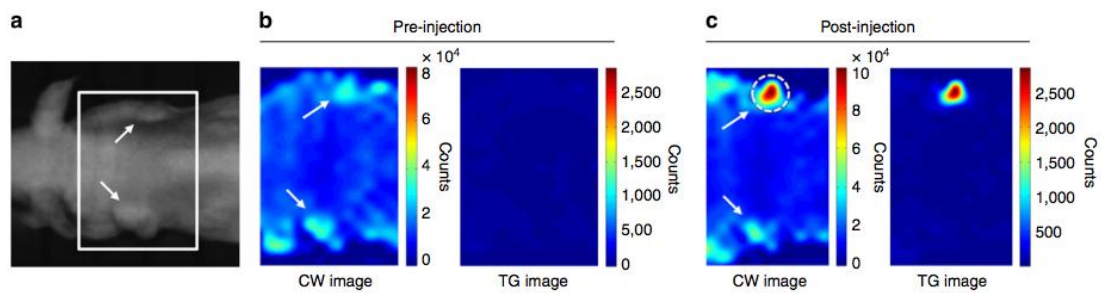 a
b
Pre-injection
× 10⁴
8
6
4
2
0
Counts
CW image
2,500
2,000
1,500
1,000
5,00
0
Counts
TG image
c
Post-injection
× 10⁴
10
8
6
4
2
0
Counts
CW image
2,500
2,000
1,500
1,000
500
Counts
TG image